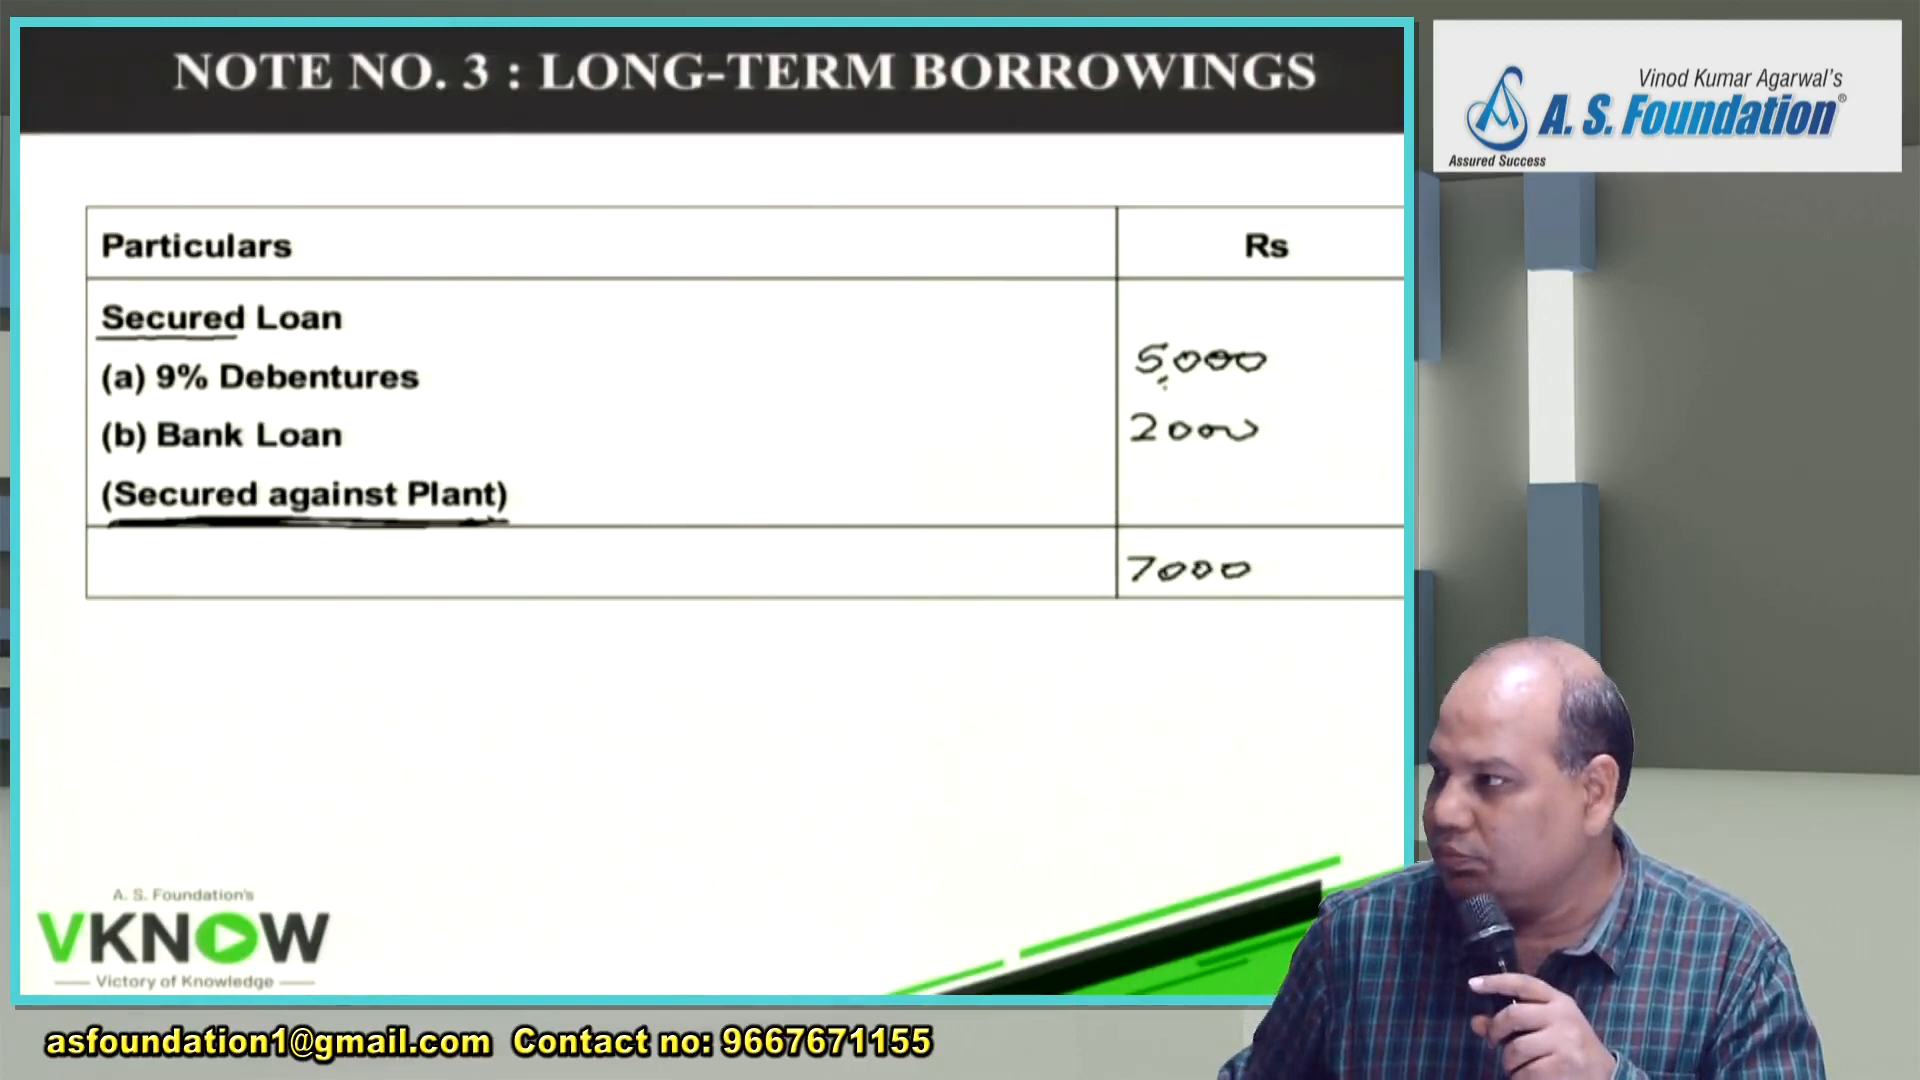 NOTE NO. 3 : LONG-TERM BORROWINGS
Vinod Kumar Agarwal's
A. S. Foundation®
Assured Success
Particulars Rs
Secured Loan
(a) 9% Debentures 5,000
(b) Bank Loan 2000
(Secured against Plant)
7000
A. S. Foundation's
VKNOW
Victory of Knowledge
asfoundation1@gmail.com Contact no: 9667671155